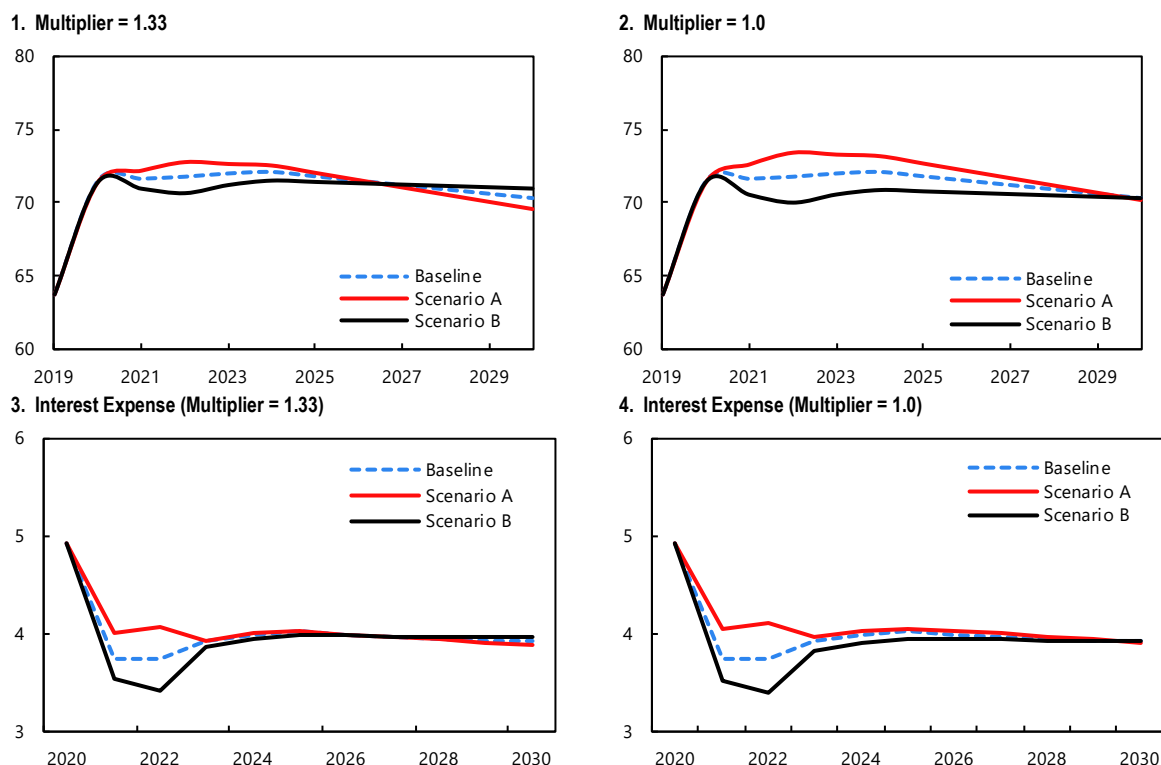 1. Multiplier = 1.33
80
75
70
65
60
Baseline
Scenario A
Scenario B
2019 2021 2023 2025 2027 2029
2. Multiplier = 1.0
80
75
70
65
60
Baseline
Scenario A
Scenario B
2019 2021 2023 2025 2027 2029
3. Interest Expense (Multiplier = 1.33)
6
5
4
3
Baseline
Scenario A
Scenario B
2020 2022 2024 2026 2028 2030
4. Interest Expense (Multiplier = 1.0)
6
5
4
3
Baseline
Scenario A
Scenario B
2020 2022 2024 2026 2028 2030